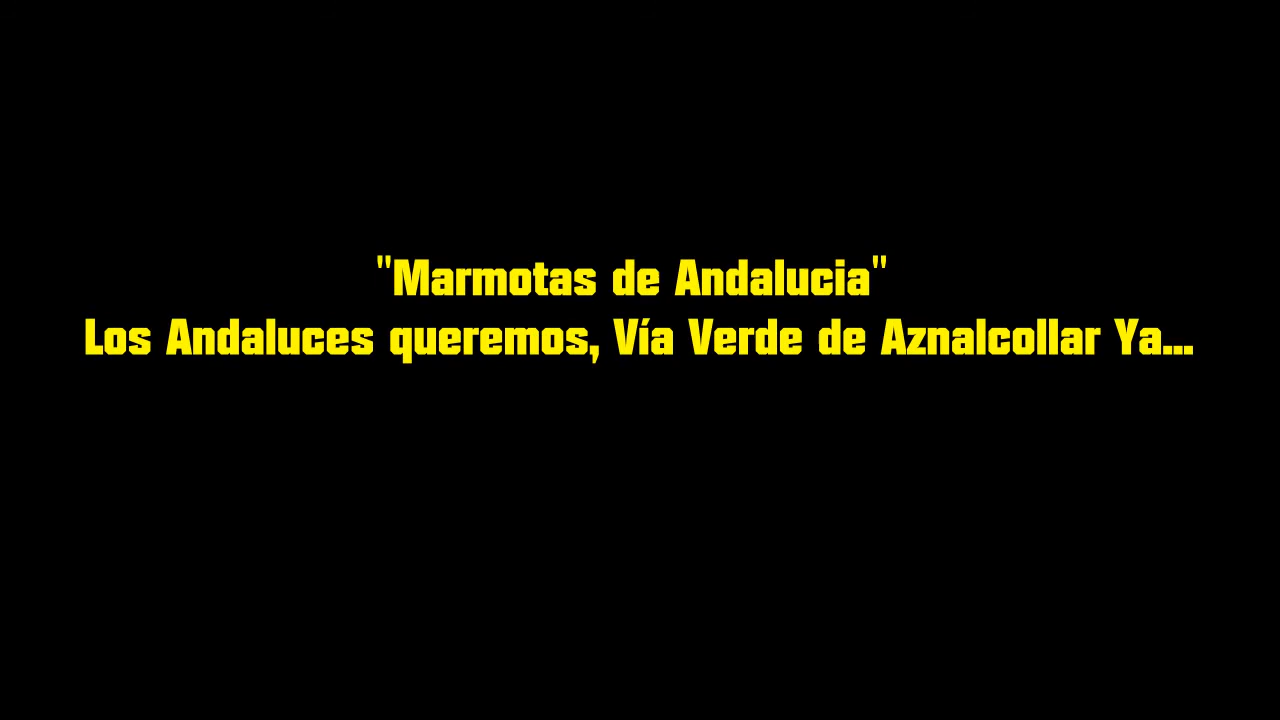 "Marmotas de Andalucia"
Los Andaluces queremos, Vía Verde de Aznalcollar Ya...